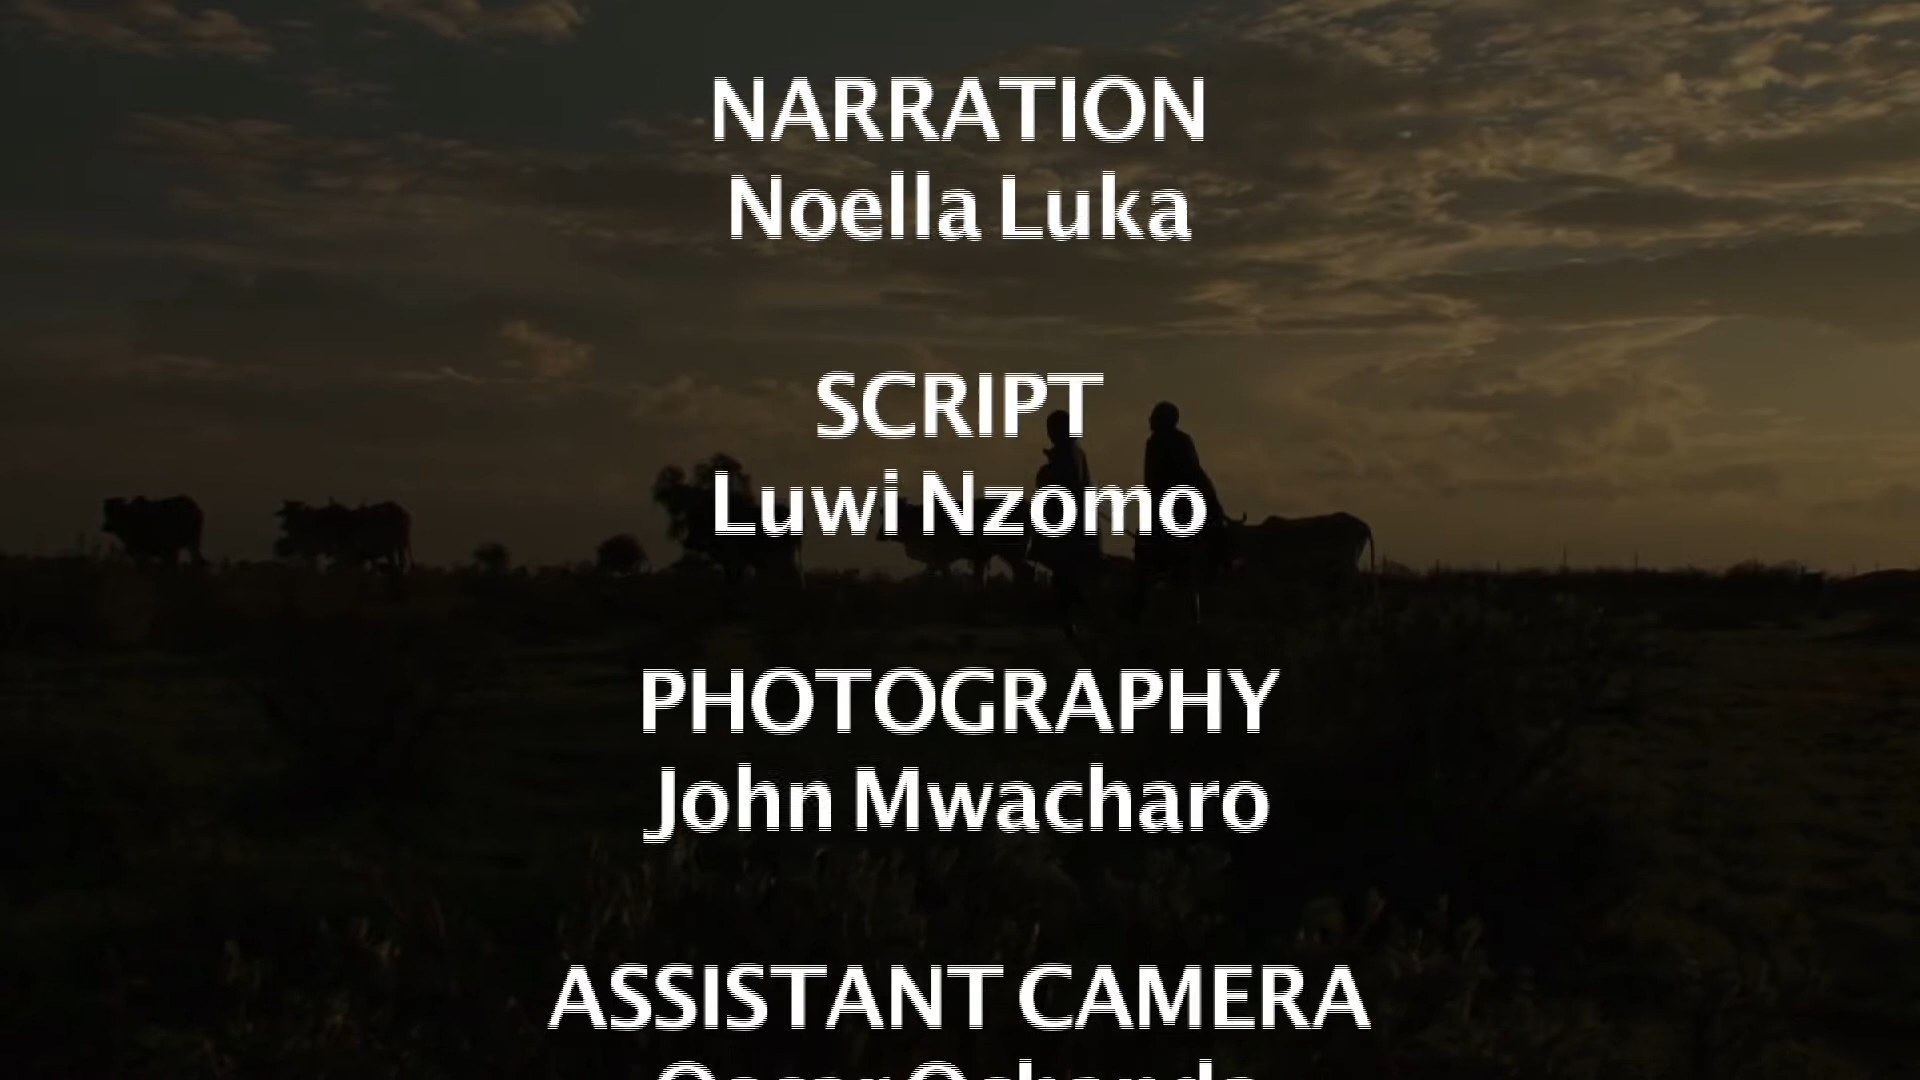 NARRATION
Noella Luka
SCRIPT
Luwi Nzomo
PHOTOGRAPHY
John Mwacharo
ASSISTANT CAMERA